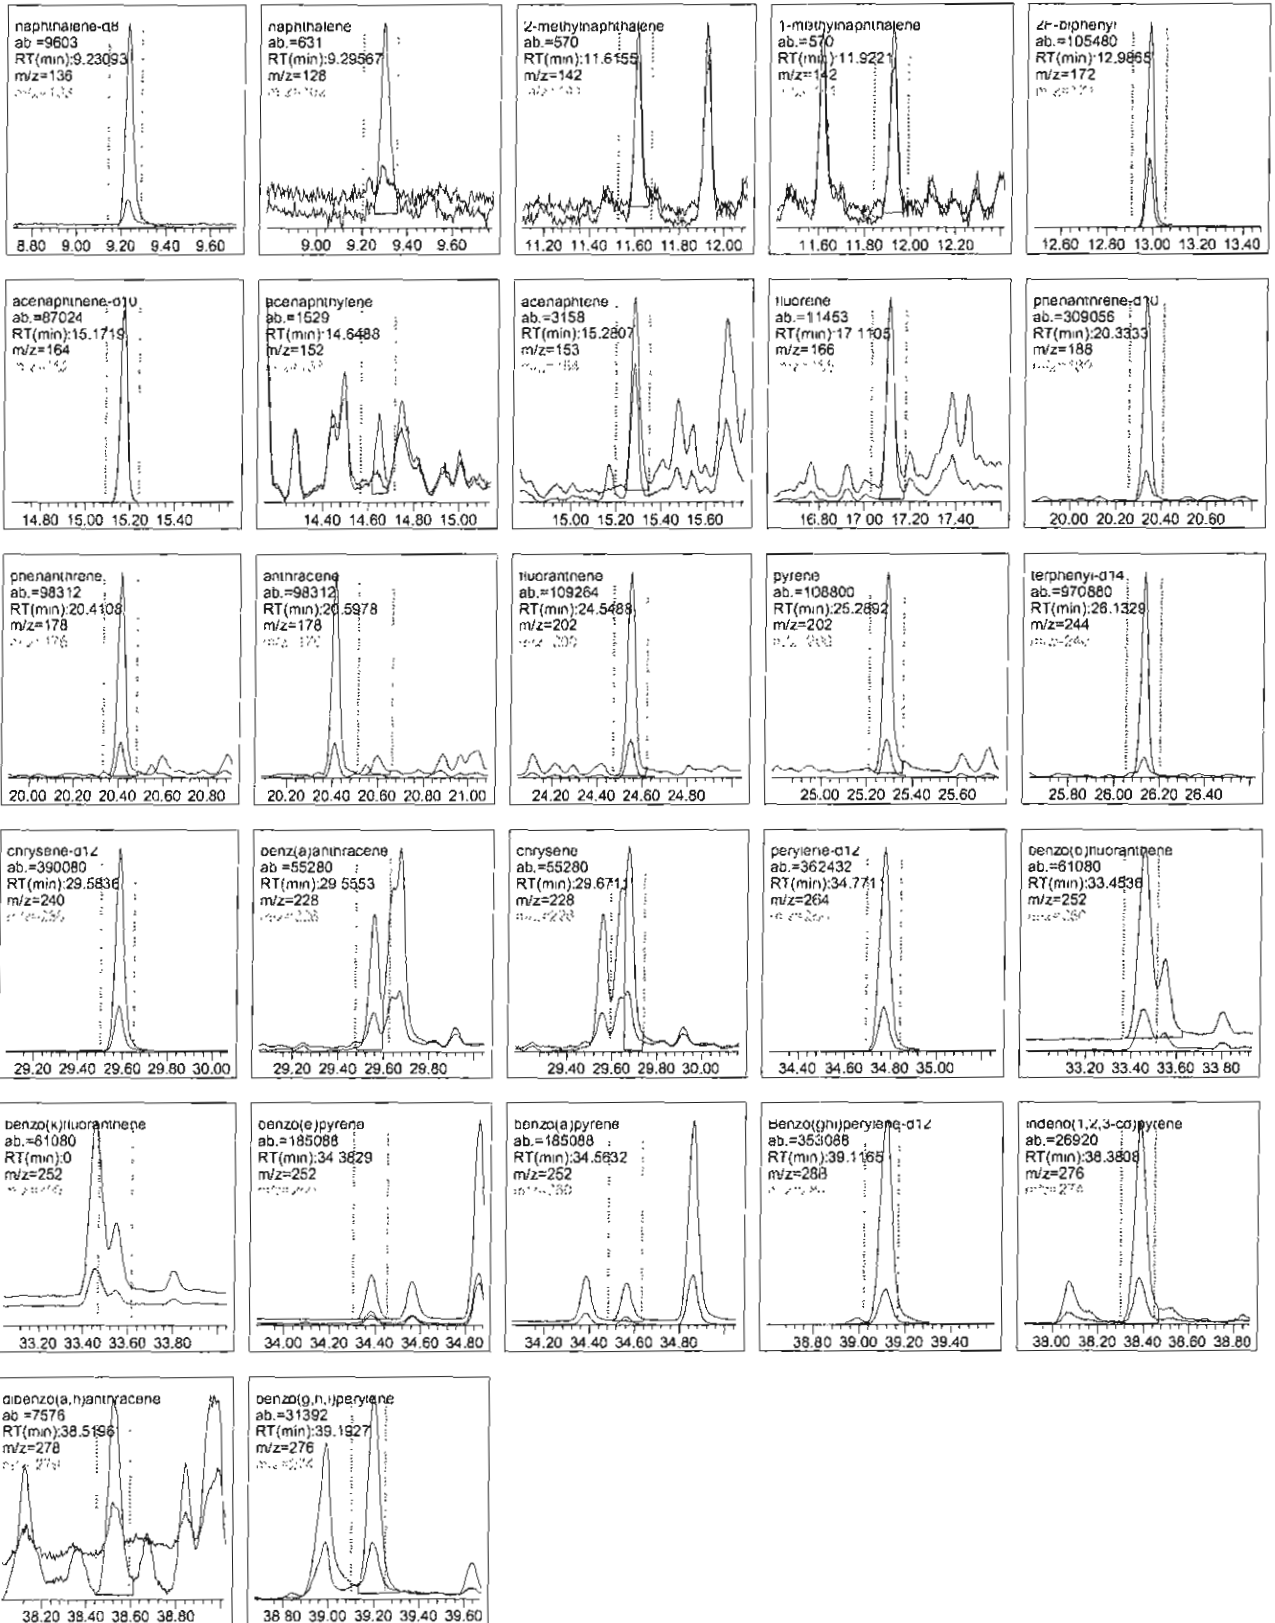 naphthalene-d8
ab =9603
RT(min):9.23093
m/z=136
8.80 9.00 9.20 9.40 9.60
naphthalene
ab.=631
RT(min):9.29567
m/z=128
9.00 9.20 9.40 9.60
2-methylnaphthalene
ab.=570
RT(min):11.6155
m/z=142
11.20 11.40 11.60 11.80 12.00
1-methylnaphthalene
ab.=570
RT(min):11.9221
m/z=142
11.60 11.80 12.00 12.20
2F-biphenyl
ab.=105480
RT(min):12.9865
m/z=172
12.60 12.80 13.00 13.20 13.40
acenaphthene-d10
ab.=87024
RT(min):15.1719
m/z=164
14.80 15.00 15.20 15.40
acenaphthylene
ab.=1529
RT(min):14.6488
m/z=152
14.40 14.60 14.80 15.00
acenaphtene
ab.=3158
RT(min):15.2807
m/z=153
15.00 15.20 15.40 15.60
fluorene
ab.=11453
RT(min):17.1105
m/z=166
16.80 17.00 17.20 17.40
phenanthrene-d10
ab.=309056
RT(min):20.3333
m/z=188
20.00 20.20 20.40 20.60
phenanthrene
ab.=98312
RT(min):20.4108
m/z=178
20.00 20.20 20.40 20.60 20.80
anthracene
ab.=98312
RT(min):20.5978
m/z=178
20.20 20.40 20.60 20.80 21.00
fluoranthene
ab.=109264
RT(min):24.5488
m/z=202
24.20 24.40 24.60 24.80
pyrene
ab.=108800
RT(min):25.2892
m/z=202
25.00 25.20 25.40 25.60
terphenyl-d14
ab.=970880
RT(min):26.1329
m/z=244
25.80 26.00 26.20 26.40
chrysene-d12
ab.=390080
RT(min):29.5836
m/z=240
29.20 29.40 29.60 29.80 30.00
benz(a)anthracene
ab.=55280
RT(min):29.5553
m/z=228
29.20 29.40 29.60 29.80
chrysene
ab.=55280
RT(min):29.6711
m/z=228
29.40 29.60 29.80 30.00
perylene-d12
ab.=362432
RT(min):34.771
m/z=264
34.40 34.60 34.80 35.00
benzo(b)fluoranthene
ab.=61080
RT(min):33.4536
m/z=252
33.20 33.40 33.60 33.80
benzo(k)fluoranthene
ab.=61080
RT(min):0
m/z=252
33.20 33.40 33.60 33.80
benzo(e)pyrene
ab.=185088
RT(min):34.3829
m/z=252
34.00 34.20 34.40 34.60 34.80
benzo(a)pyrene
ab.=185088
RT(min):34.5632
m/z=252
34.20 34.40 34.60 34.80
Benzo(ghi)perylene-d12
ab.=353088
RT(min):39.1165
m/z=288
38.80 39.00 39.20 39.40
indeno(1,2,3-cd)pyrene
ab.=26920
RT(min):38.3808
m/z=276
38.00 38.20 38.40 38.60 38.80
dibenzo(a,h)anthracene
ab =7576
RT(min):38.5196
m/z=278
38.20 38.40 38.60 38.80
benzo(g,h,i)perylene
ab.=31392
RT(min):39.1927
m/z=276
38.80 39.00 39.20 39.40 39.60